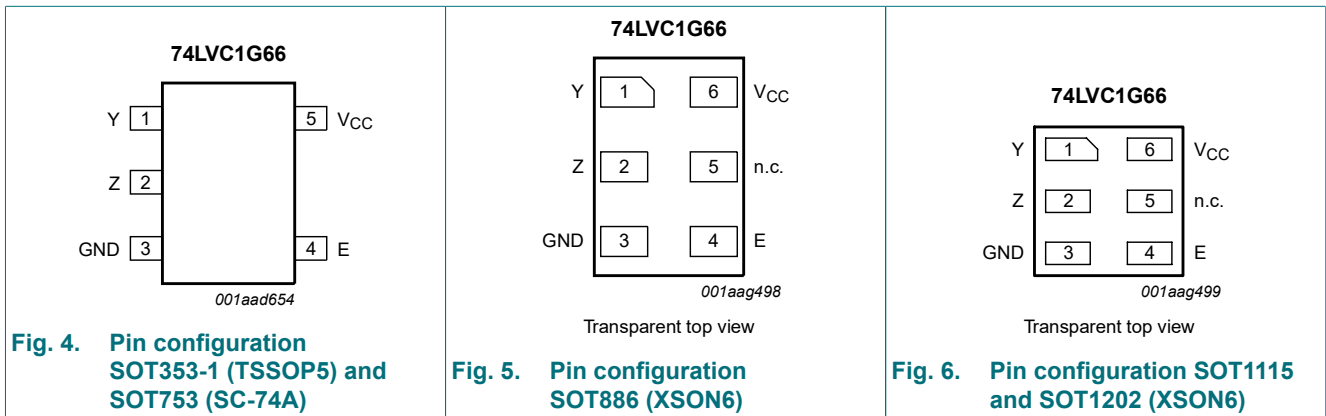 74LVC1G66
Y 1
5 VCC
Z 2
GND 3
4 E
001aad654
Fig. 4. Pin configuration
SOT353-1 (TSSOP5) and
SOT753 (SC-74A)
74LVC1G66
Y 1 6 VCC
Z 2 5 n.c.
GND 3 4 E
001aag498
Transparent top view
Fig. 5. Pin configuration
SOT886 (XSON6)
74LVC1G66
Y 1 6 VCC
Z 2 5 n.c.
GND 3 4 E
001aag499
Transparent top view
Fig. 6. Pin configuration SOT1115
and SOT1202 (XSON6)